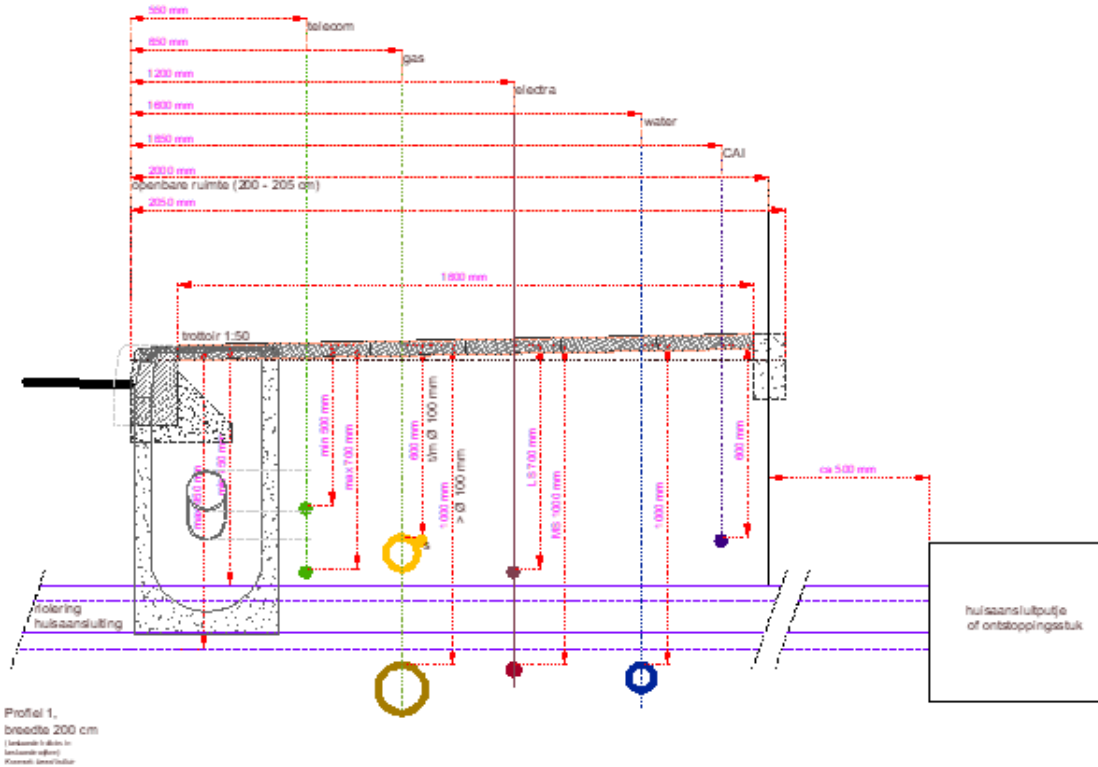 550 mm
telecom
850 mm
gas
1200 mm
electra
1600 mm
water
1850 mm
CAI
2000 mm
openbare ruimte (200 - 205 cm)
2050 mm
1800 mm
trottoir 1:50
min 500 mm
max 700 mm
600 mm
t/m Ø 100 mm
1000 mm
> Ø 100 mm
LS 700 mm
MS 1000 mm
1000 mm
600 mm
ca 500 mm
riolering
huisaansluiting
huisaansluitputje
of ontstoppingsstuk
Profiel 1,
breedte 200 cm